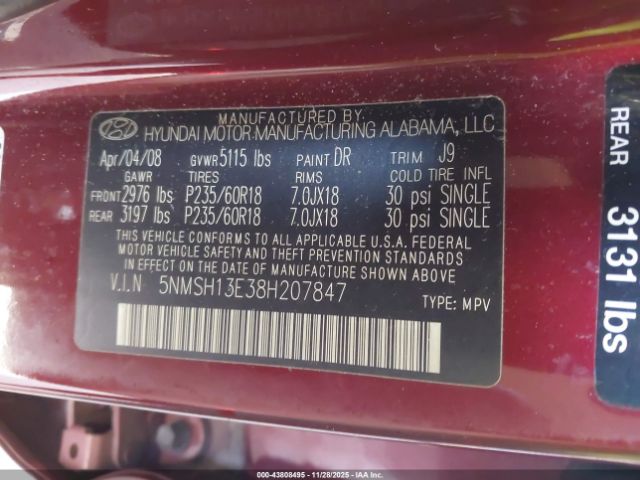 MANUFACTURED BY
HYUNDAI MOTOR MANUFACTURING ALABAMA, LLC
Apr/04/08 GVWR 5115 lbs PAINT DR TRIM J9
GAWR TIRES RIMS COLD TIRE INFL
FRONT 2976 lbs P235/60R18 7.0JX18 30 psi SINGLE
REAR 3197 lbs P235/60R18 7.0JX18 30 psi SINGLE
THIS VEHICLE CONFORMS TO ALL APPLICABLE U.S.A. FEDERAL
MOTOR VEHICLE SAFETY AND THEFT PREVENTION STANDARDS
IN EFFECT ON THE DATE OF MANUFACTURE SHOWN ABOVE.
V.I.N 5NMSH13E38H207847
TYPE: MPV
REAR 3131 lbs
000-43808495 - 11/28/2025 - IAAI.COM